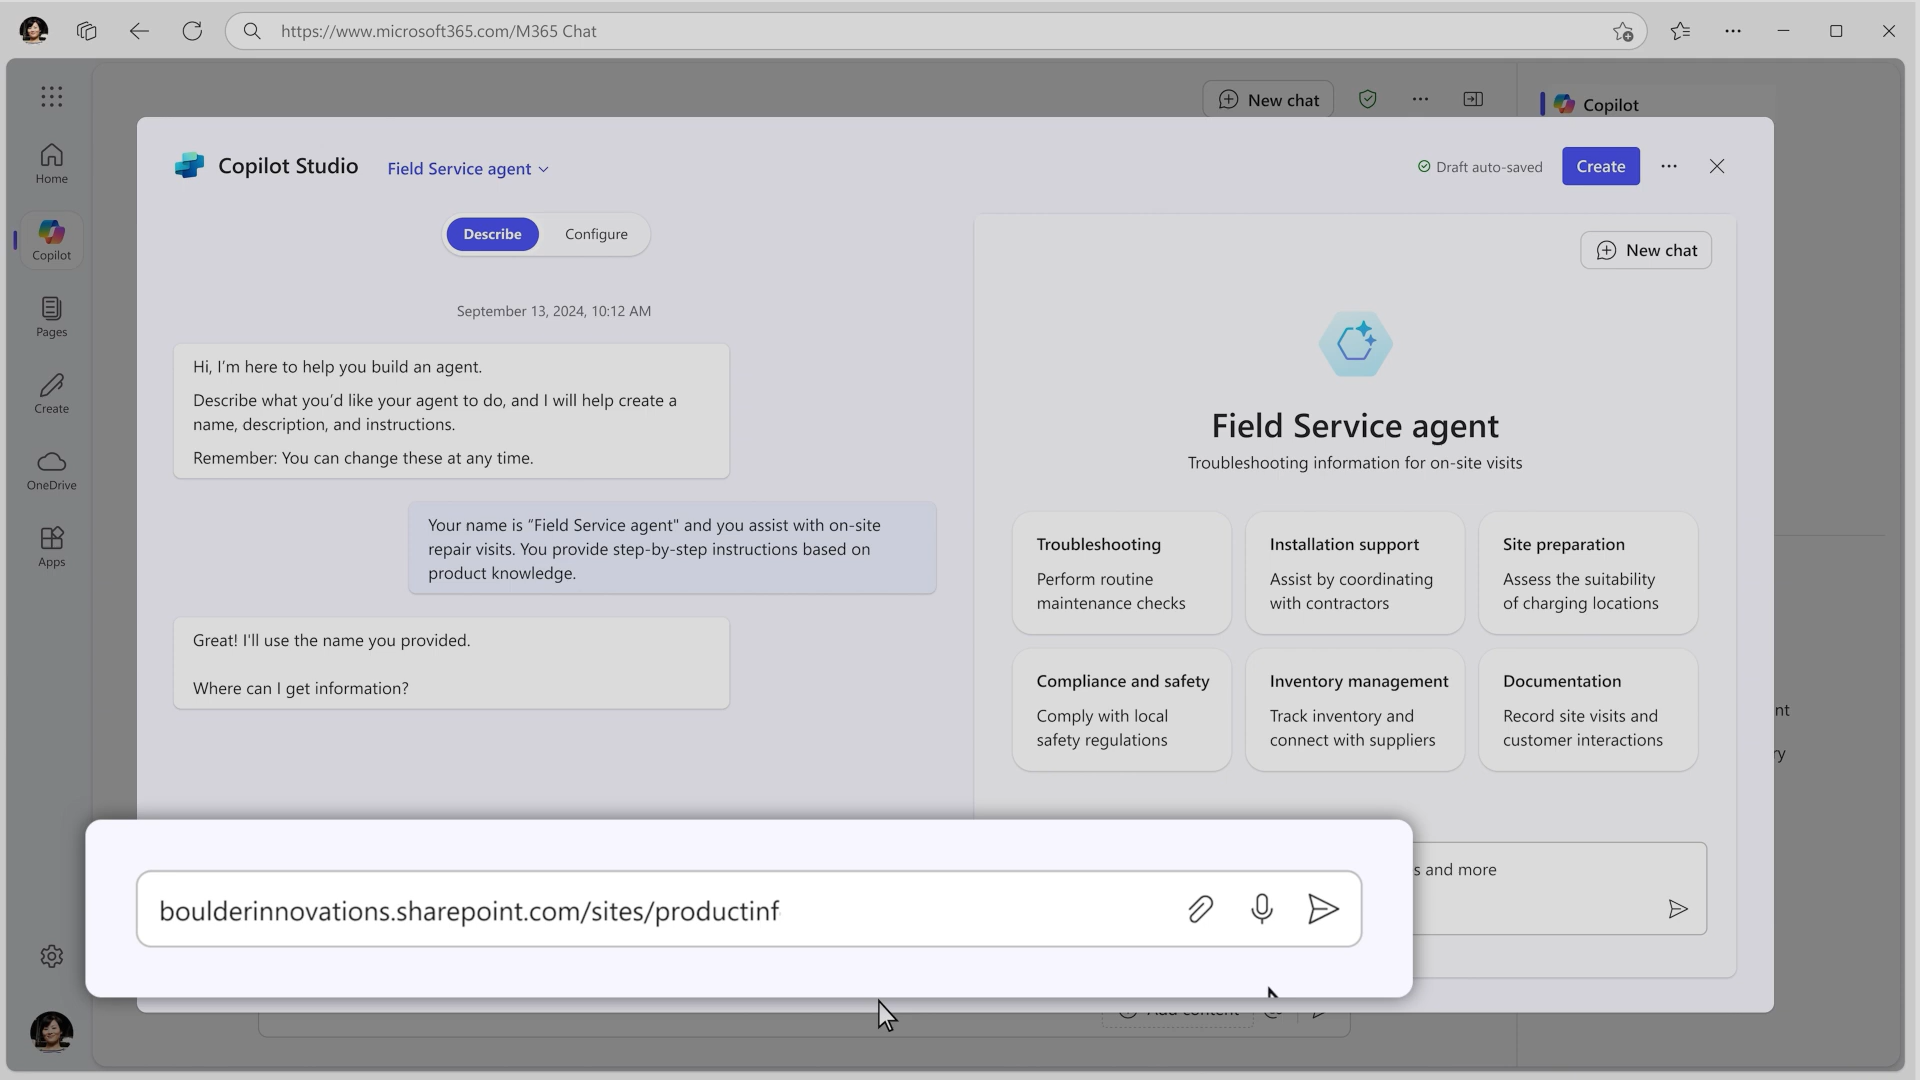 https://www.microsoft365.com/M365 Chat
New chat
Copilot
Home
Copilot
Pages
Create
OneDrive
Apps
Copilot Studio
Field Service agent
Draft auto-saved
Create
Describe
Configure
September 13, 2024, 10:12 AM
Hi, I’m here to help you build an agent.
Describe what you’d like your agent to do, and I will help create a
name, description, and instructions.
Remember: You can change these at any time.
Your name is “Field Service agent" and you assist with on-site
repair visits. You provide step-by-step instructions based on
product knowledge.
Great! I'll use the name you provided.
Where can I get information?
New chat
Field Service agent
Troubleshooting information for on-site visits
Troubleshooting
Perform routine
maintenance checks
Installation support
Assist by coordinating
with contractors
Site preparation
Assess the suitability
of charging locations
Compliance and safety
Comply with local
safety regulations
Inventory management
Track inventory and
connect with suppliers
Documentation
Record site visits and
customer interactions
nt
ry
s and more
boulderinnovations.sharepoint.com/sites/productinf
Add content